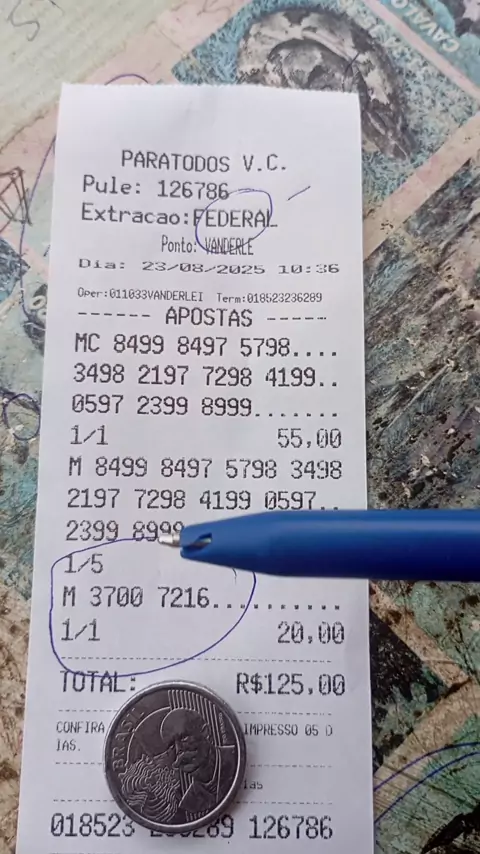 CAVALO
PARATODOS V.C.
Pule: 126786
Extracao:FEDERAL
Ponto: VANDERLE
Dia: 23/08/2025 10:36
Oper:011033VANDERLEI Term:018523236289
------ APOSTAS -----
MC 8499 8497 5798....
3498 2197 7298 4199..
0597 2399 8999.......
1/1 55,00
M 8499 8497 5798 3498
2197 7298 4199 0597..
2399 8999
1/5
M 3700 7216..........
1/1 20,00
TOTAL: R$125,00
CONFIRA IMPRESSO 05 D
IAS.
ias
018523 289 126786
BRASIL